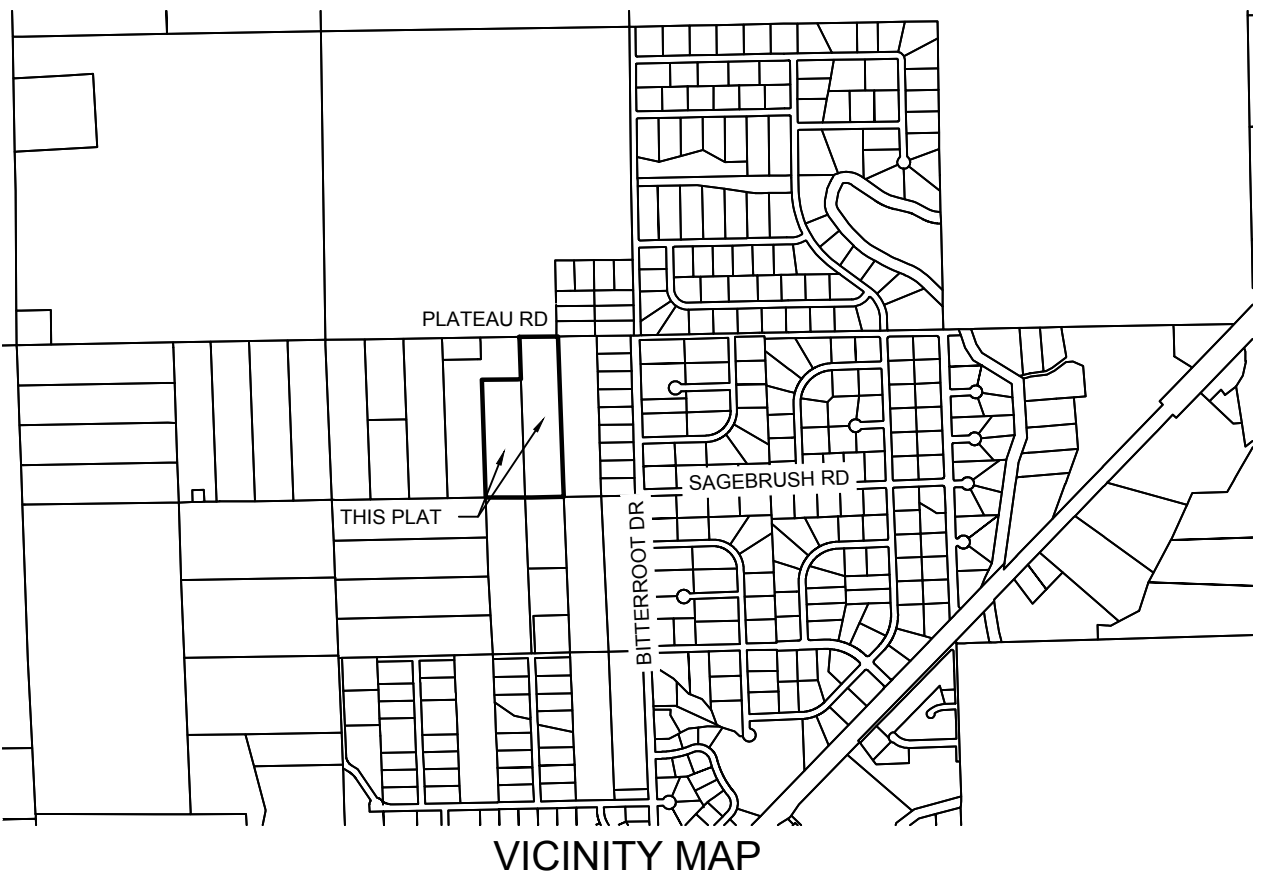 PLATEAU RD
SAGEBRUSH RD
THIS PLAT
BITTERROOT DR
VICINITY MAP